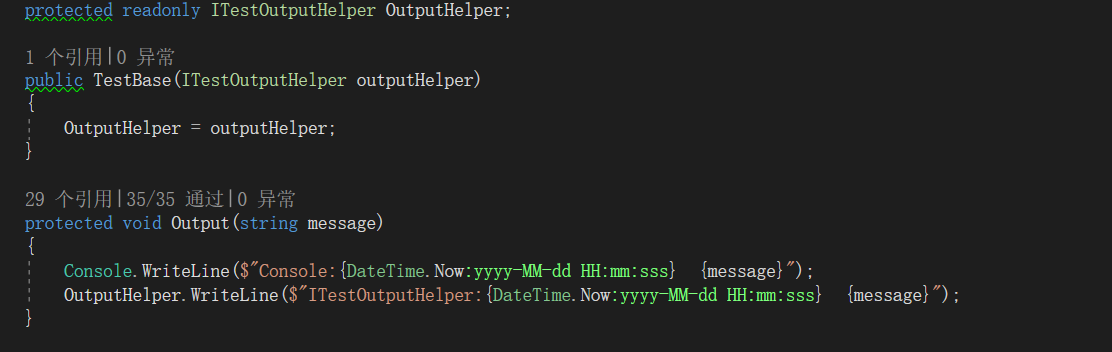 protected readonly ITestOutputHelper OutputHelper;
1 个引用|0 异常
public TestBase(ITestOutputHelper outputHelper)
{
OutputHelper = outputHelper;
}
29 个引用|35/35 通过|0 异常
protected void Output(string message)
{
Console.WriteLine($"Console:{DateTime.Now:yyyy-MM-dd HH:mm:sss}  {message}");
OutputHelper.WriteLine($"ITestOutputHelper:{DateTime.Now:yyyy-MM-dd HH:mm:sss}  {message}");
}